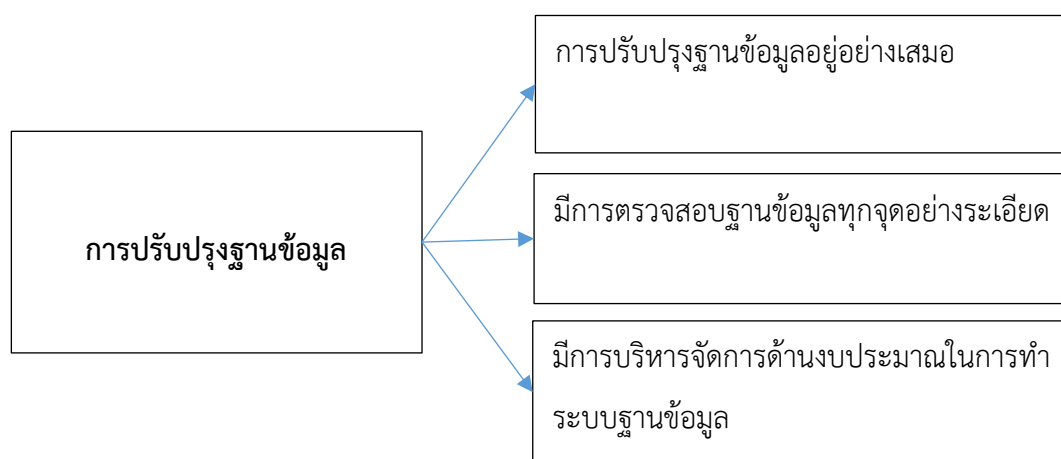 การปรับปรุงฐานข้อมูลอยู่อย่างเสมอ
การปรับปรุงฐานข้อมูล
มีการตรวจสอบฐานข้อมูลทุกจุดอย่างระเอียด
มีการบริหารจัดการด้านงบประมาณในการทำ
ระบบฐานข้อมูล